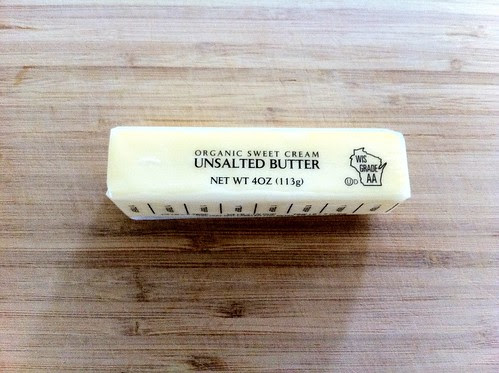 ORGANIC SWEET CREAM
UNSALTED BUTTER
NET WT 4OZ (113g)
WIS
GRADE
AA
U D